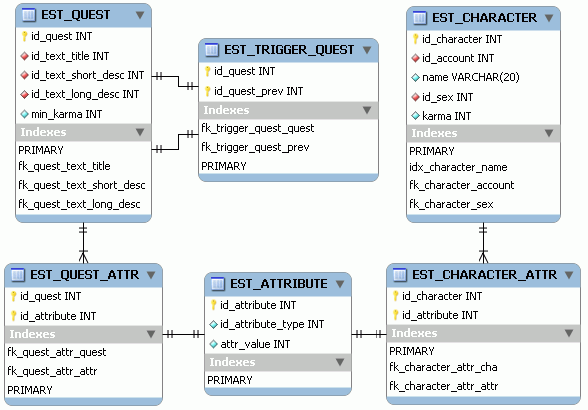 EST_QUEST
id_quest INT
id_text_title INT
id_text_short_desc INT
id_text_long_desc INT
min_karma INT
Indexes
PRIMARY
fk_quest_text_title
fk_quest_text_short_desc
fk_quest_text_long_desc
EST_TRIGGER_QUEST
id_quest INT
id_quest_prev INT
Indexes
fk_trigger_quest_quest
fk_trigger_quest_prev
PRIMARY
EST_CHARACTER
id_character INT
id_account INT
name VARCHAR(20)
id_sex INT
karma INT
Indexes
PRIMARY
idx_character_name
fk_character_account
fk_character_sex
EST_QUEST_ATTR
id_quest INT
id_attribute INT
Indexes
fk_quest_attr_quest
fk_quest_attr_attr
PRIMARY
EST_ATTRIBUTE
id_attribute INT
id_attribute_type INT
attr_value INT
Indexes
PRIMARY
EST_CHARACTER_ATTR
id_character INT
id_attribute INT
Indexes
PRIMARY
fk_character_attr_cha
fk_character_attr_attr